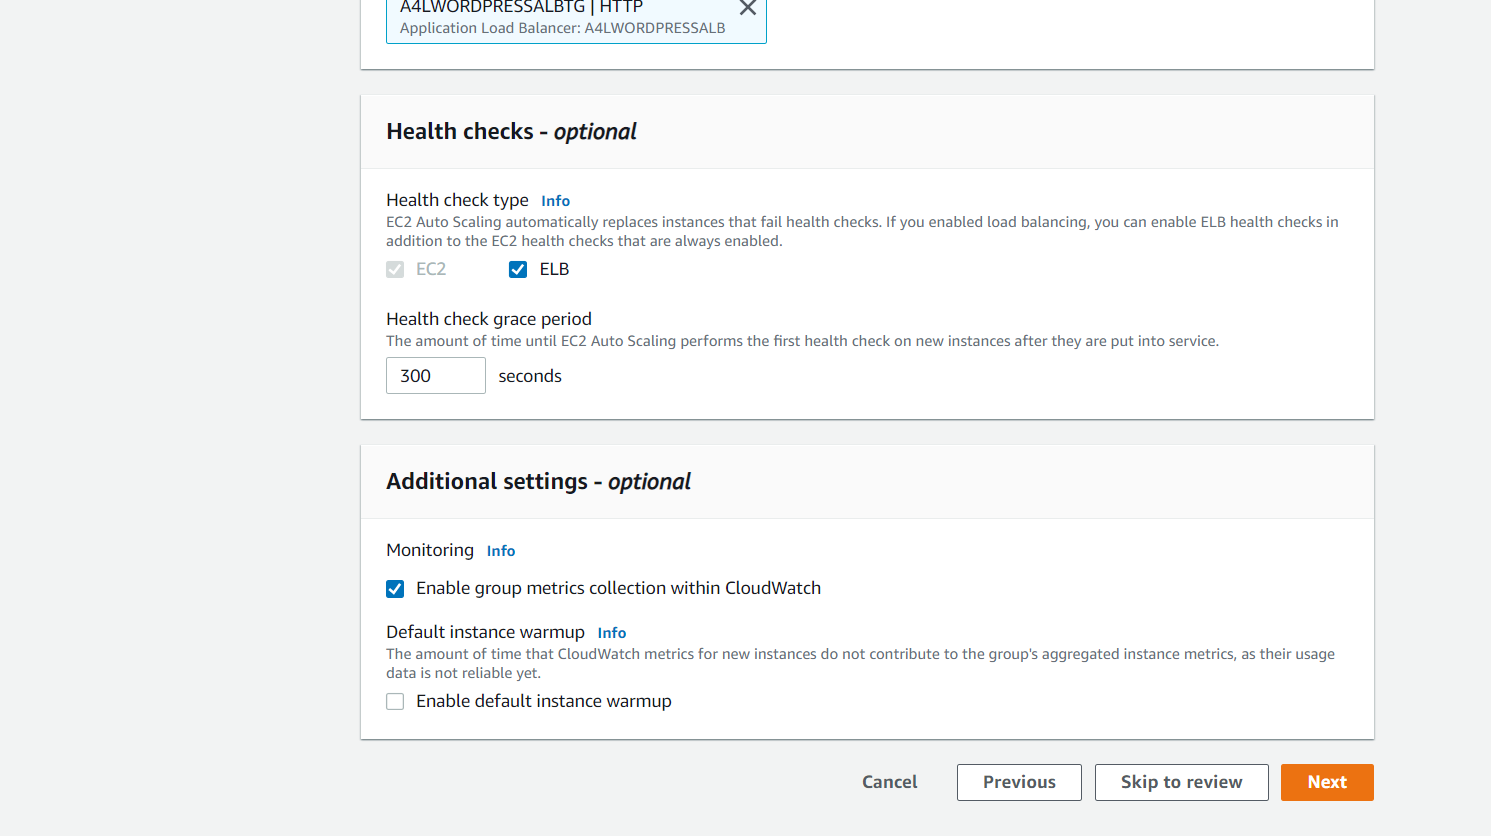 A4LWORDPRESSALBTG | HTTP
Application Load Balancer: A4LWORDPRESSALB
Health checks - optional
Health check type Info
EC2 Auto Scaling automatically replaces instances that fail health checks. If you enabled load balancing, you can enable ELB health checks in
addition to the EC2 health checks that are always enabled.
EC2 ELB
Health check grace period
The amount of time until EC2 Auto Scaling performs the first health check on new instances after they are put into service.
300 seconds
Additional settings - optional
Monitoring Info
Enable group metrics collection within CloudWatch
Default instance warmup Info
The amount of time that CloudWatch metrics for new instances do not contribute to the group's aggregated instance metrics, as their usage
data is not reliable yet.
Enable default instance warmup
Cancel Previous Skip to review Next